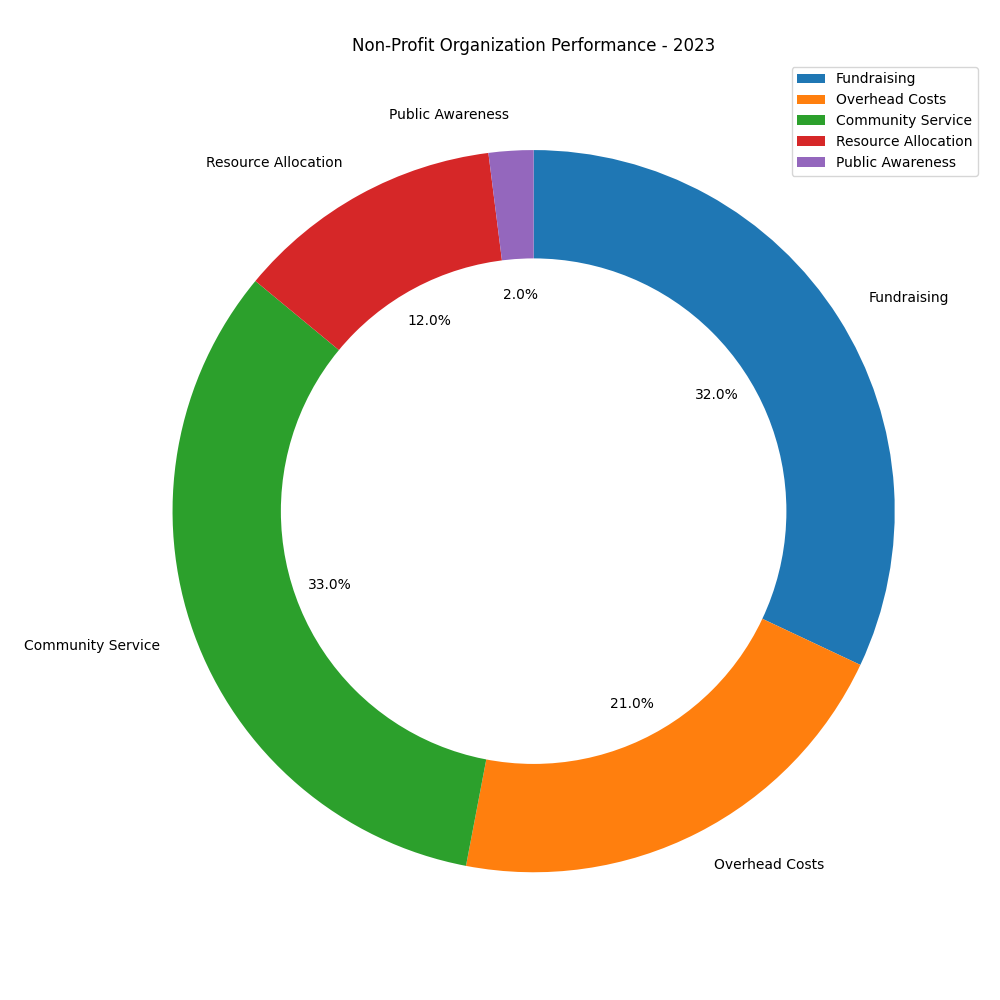 Non-Profit Organization Performance - 2023
Fundraising
Overhead Costs
Community Service
Resource Allocation
Public Awareness
Public Awareness
Resource Allocation
Fundraising
2.0%
12.0%
32.0%
33.0%
Community Service
21.0%
Overhead Costs